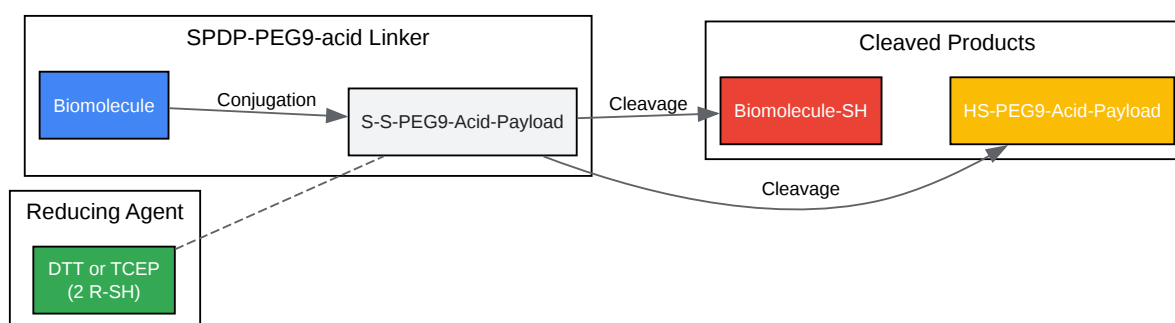 SPDP-PEG9-acid Linker
Biomolecule
Conjugation
S-S-PEG9-Acid-Payload
Cleavage
Cleaved Products
Biomolecule-SH
HS-PEG9-Acid-Payload
Cleavage
Reducing Agent
DTT or TCEP
(2 R-SH)